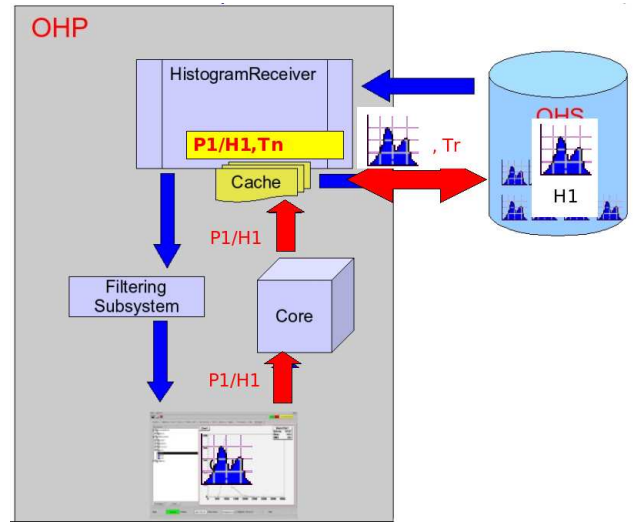 OHP
HistogramReceiver
P1/H1,Tn
Cache
, Tr
OHS
H1
P1/H1
Filtering
Subsystem
Core
P1/H1